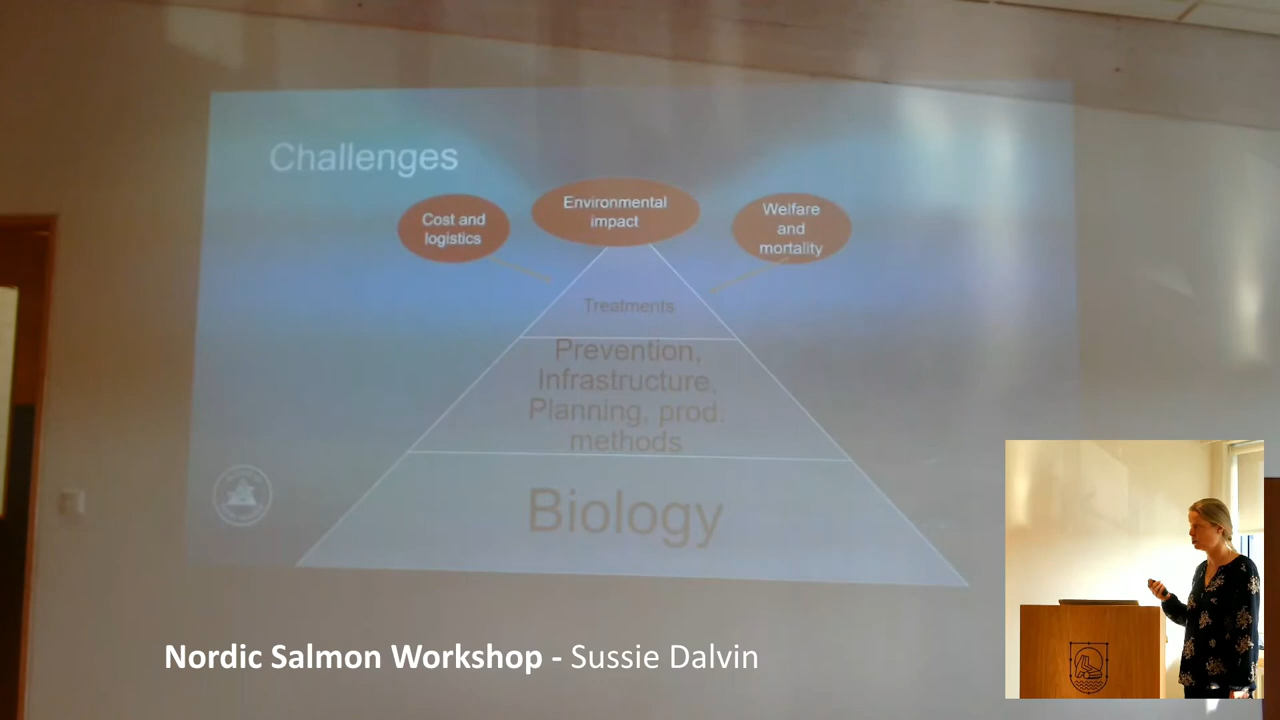 Challenges
Cost and
logistics
Environmental
impact
Welfare
and
mortality
Treatments
Prevention,
Infrastructure,
Planning, prod.
methods
Biology
Nordic Salmon Workshop - Sussie Dalvin